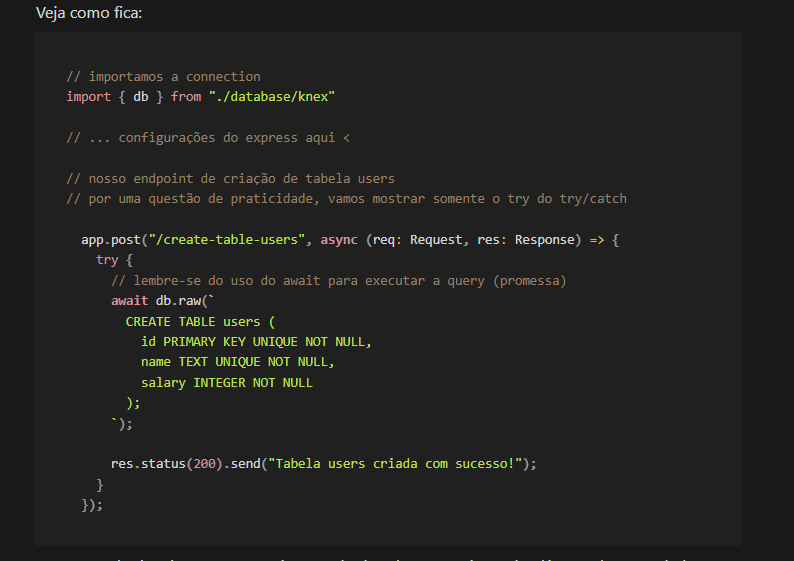 Veja como fica:
// importamos a connection
import { db } from "./database/knex"
// ... configurações do express aqui <
// nosso endpoint de criação de tabela users
// por uma questão de praticidade, vamos mostrar somente o try do try/catch
app.post("/create-table-users", async (req: Request, res: Response) => {
try {
// lembre-se do uso do await para executar a query (promessa)
await db.raw(`
CREATE TABLE users (
id PRIMARY KEY UNIQUE NOT NULL,
name TEXT UNIQUE NOT NULL,
salary INTEGER NOT NULL
);
`);
res.status(200).send("Tabela users criada com sucesso!");
}
});